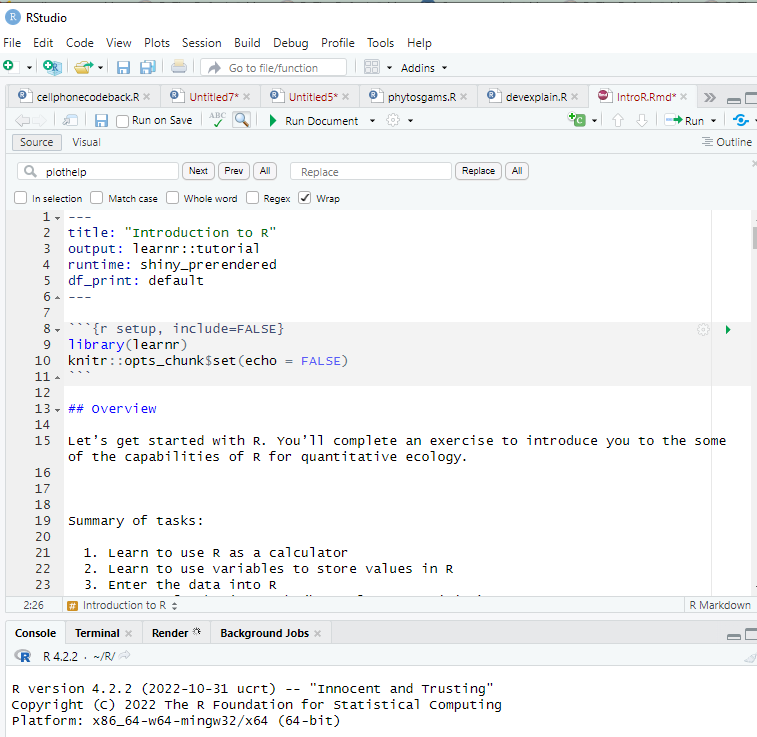 RStudio
File Edit Code View Plots Session Build Debug Profile Tools Help
Go to file/function Addins
cellphonecodeback.R Untitled7* Untitled5* phytosgams.R devexplain.R IntroR.Rmd*
Run on Save ABC Run Document Run
Source Visual Outline
plothelp Next Prev All Replace Replace All
In selection Match case Whole word Regex Wrap
1 ---
2 title: "Introduction to R"
3 output: learnr::tutorial
4 runtime: shiny_prerendered
5 df_print: default
6 ---
7
8 ```{r setup, include=FALSE}
9 library(learnr)
10 knitr::opts_chunk$set(echo = FALSE)
11 ```
12
13 ## Overview
14
15 Let's get started with R. You'll complete an exercise to introduce you to the some
of the capabilities of R for quantitative ecology.
16
17
18
19 Summary of tasks:
20
21 1. Learn to use R as a calculator
22 2. Learn to use variables to store values in R
23 3. Enter the data into R
2:26 # Introduction to R R Markdown
Console Terminal Render Background Jobs
R R 4.2.2 · ~/R/
R version 4.2.2 (2022-10-31 ucrt) -- "Innocent and Trusting"
Copyright (C) 2022 The R Foundation for Statistical Computing
Platform: x86_64-w64-mingw32/x64 (64-bit)